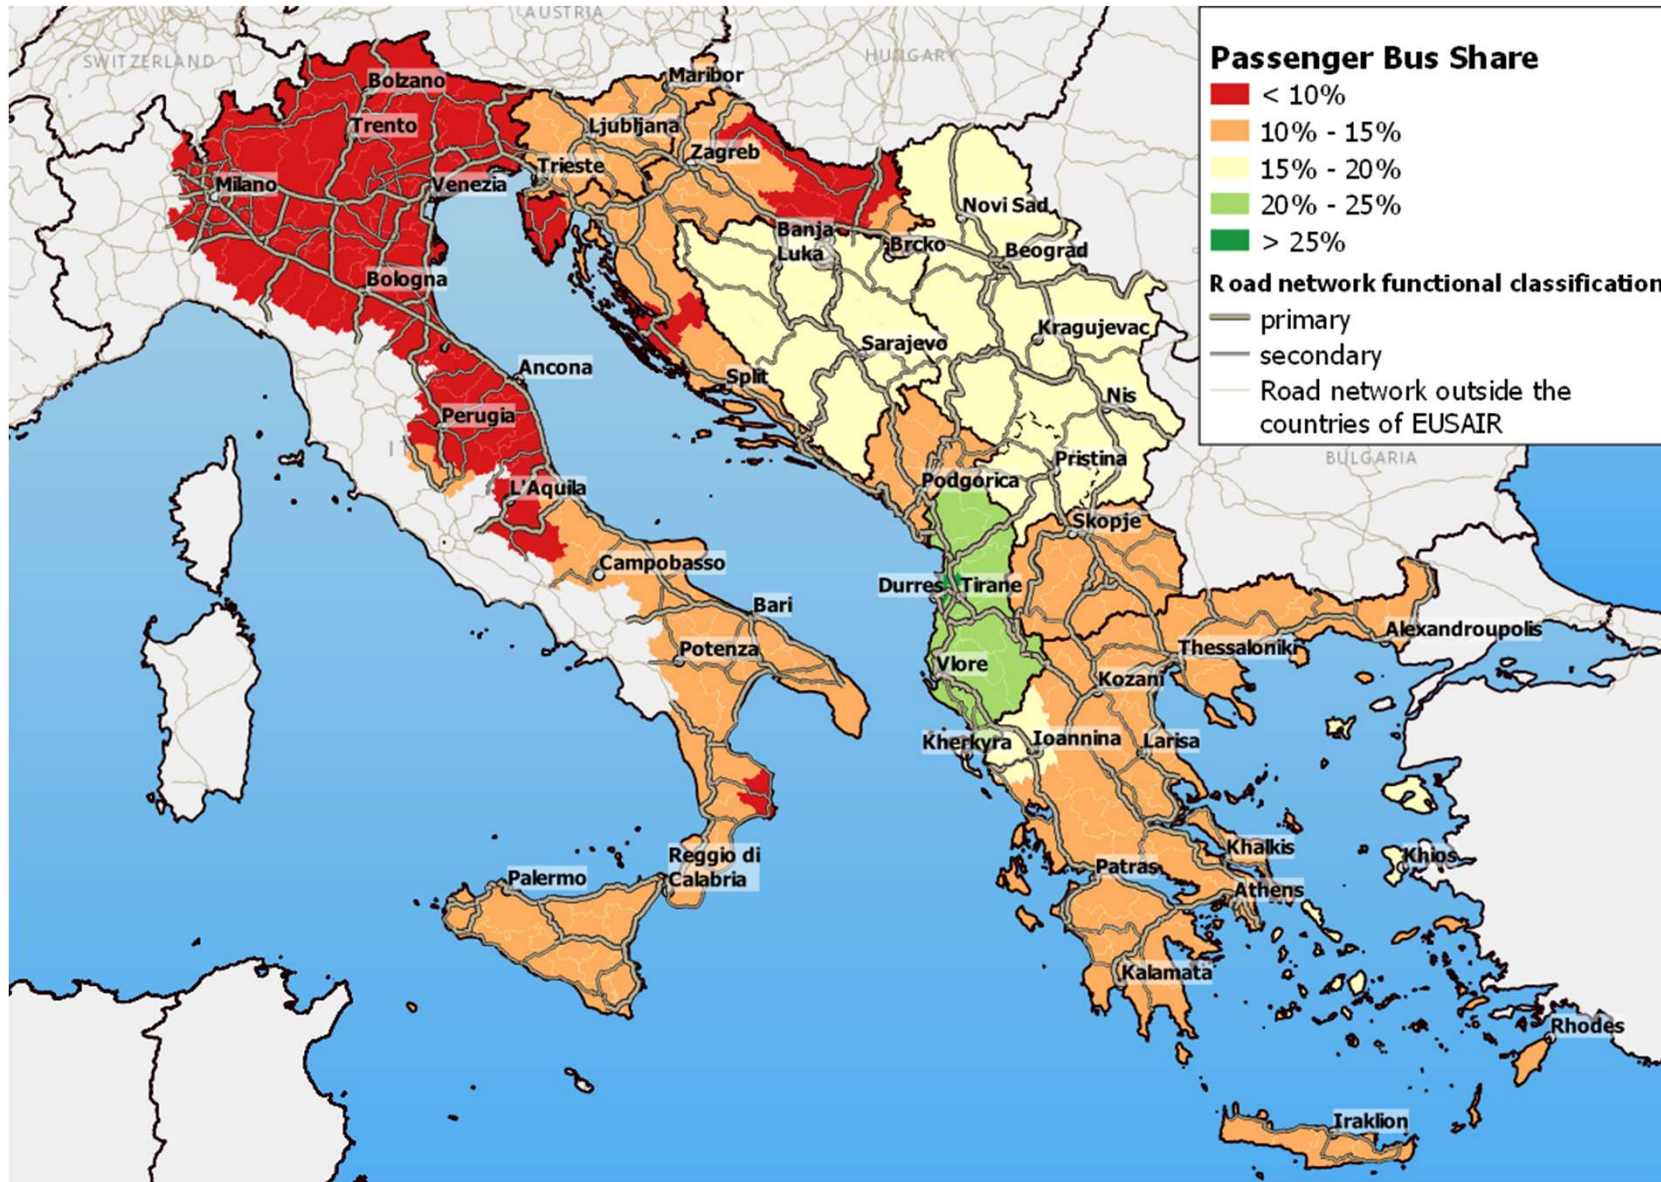 AUSTRIA
SWITZERLAND
HUNGARY
Passenger Bus Share
< 10%
10% - 15%
15% - 20%
20% - 25%
> 25%
Road network functional classification
primary
secondary
Road network outside the
countries of EUSAIR
Bolzano
Maribor
Trento
Ljubljana
Zagreb
Trieste
Milano
Venezia
Novi Sad
Banja
Luka
Brcko
Beograd
Bologna
Kragujevac
Sarajevo
Ancona
Split
Nis
Perugia
I
Pristina
BULGARIA
Podgorica
L'Aquila
Skopje
Campobasso
Durres
Tirane
Bari
Alexandroupolis
Potenza
Thessaloniki
Vlore
Kozani
Kherkyra
Ioannina
Larisa
Reggio di
Calabria
Khalkis
Khios
Patras
Palermo
Athens
Kalamata
Rhodes
Iraklion